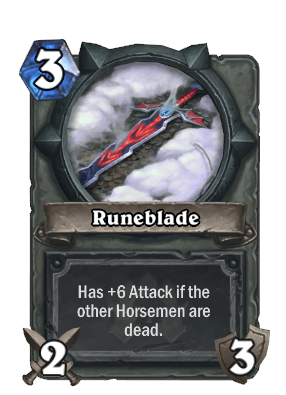 3
Runeblade
Has +6 Attack if the
other Horsemen are
dead.
2
3